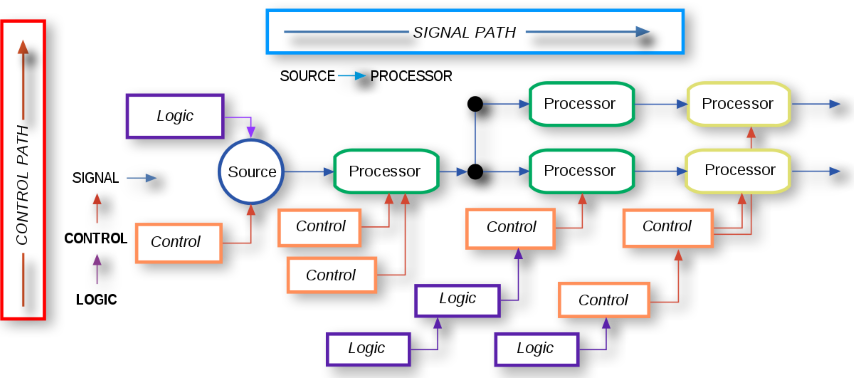 SIGNAL PATH
SOURCE PROCESSOR
CONTROL PATH
Logic
Processor
Processor
SIGNAL
Source
Processor
Processor
Processor
CONTROL
Control
Control
Control
Control
Control
LOGIC
Logic
Control
Logic
Logic